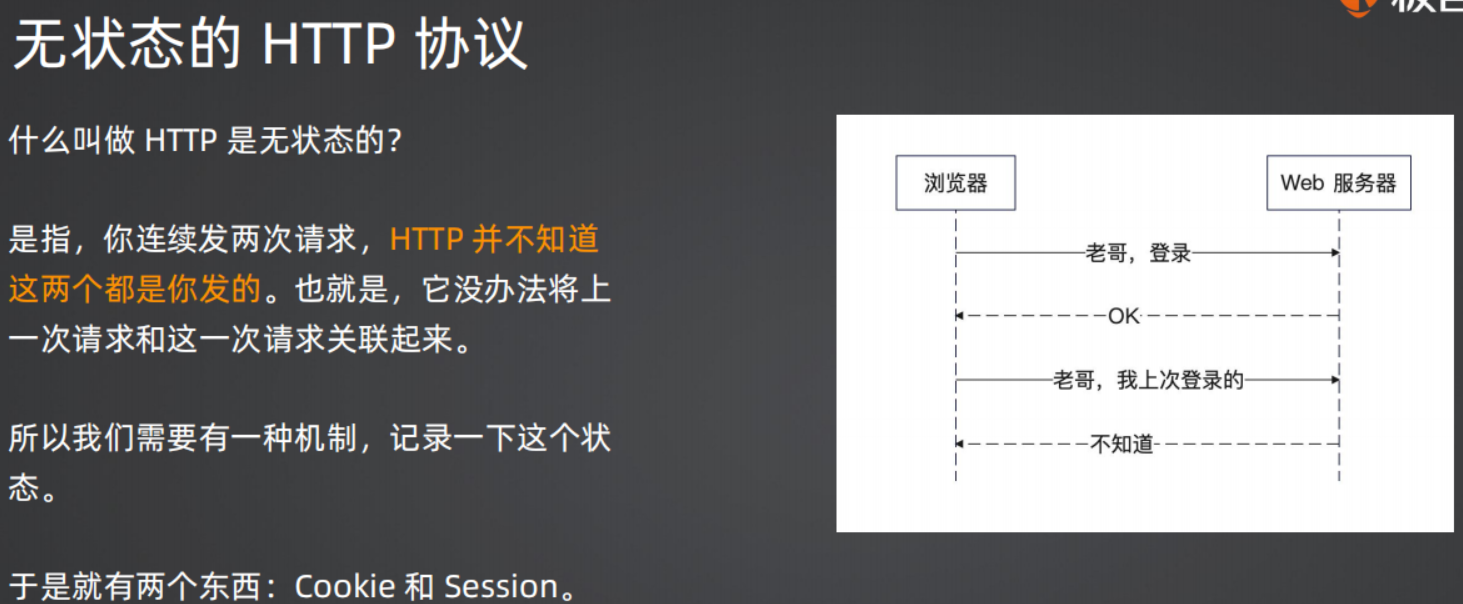 无状态的 HTTP 协议
什么叫做 HTTP 是无状态的?
是指，你连续发两次请求，HTTP 并不知道
这两个都是你发的。也就是，它没办法将上
一次请求和这一次请求关联起来。
所以我们需要有一种机制，记录一下这个状
态。
于是就有两个东西：Cookie 和 Session。
浏览器
Web 服务器
老哥，登录
OK
老哥，我上次登录的
不知道